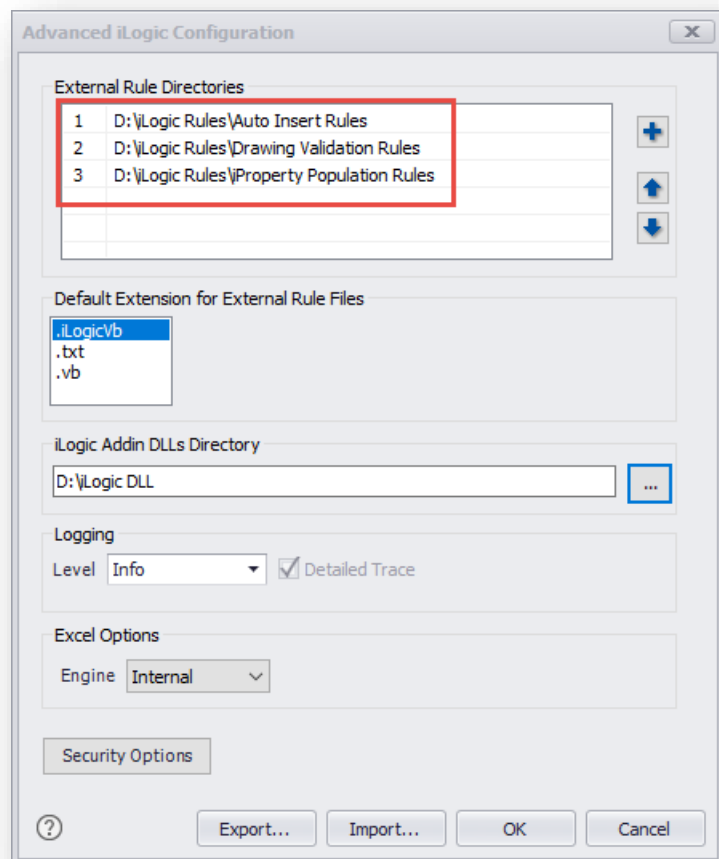 Advanced iLogic Configuration
External Rule Directories
1 D:\iLogic Rules\Auto Insert Rules
2 D:\iLogic Rules\Drawing Validation Rules
3 D:\iLogic Rules\iProperty Population Rules
Default Extension for External Rule Files
.iLogicVb
.txt
.vb
iLogic Addin DLLs Directory
D:\iLogic DLL
...
Logging
Level Info Detailed Trace
Excel Options
Engine Internal
Security Options
? Export... Import... OK Cancel